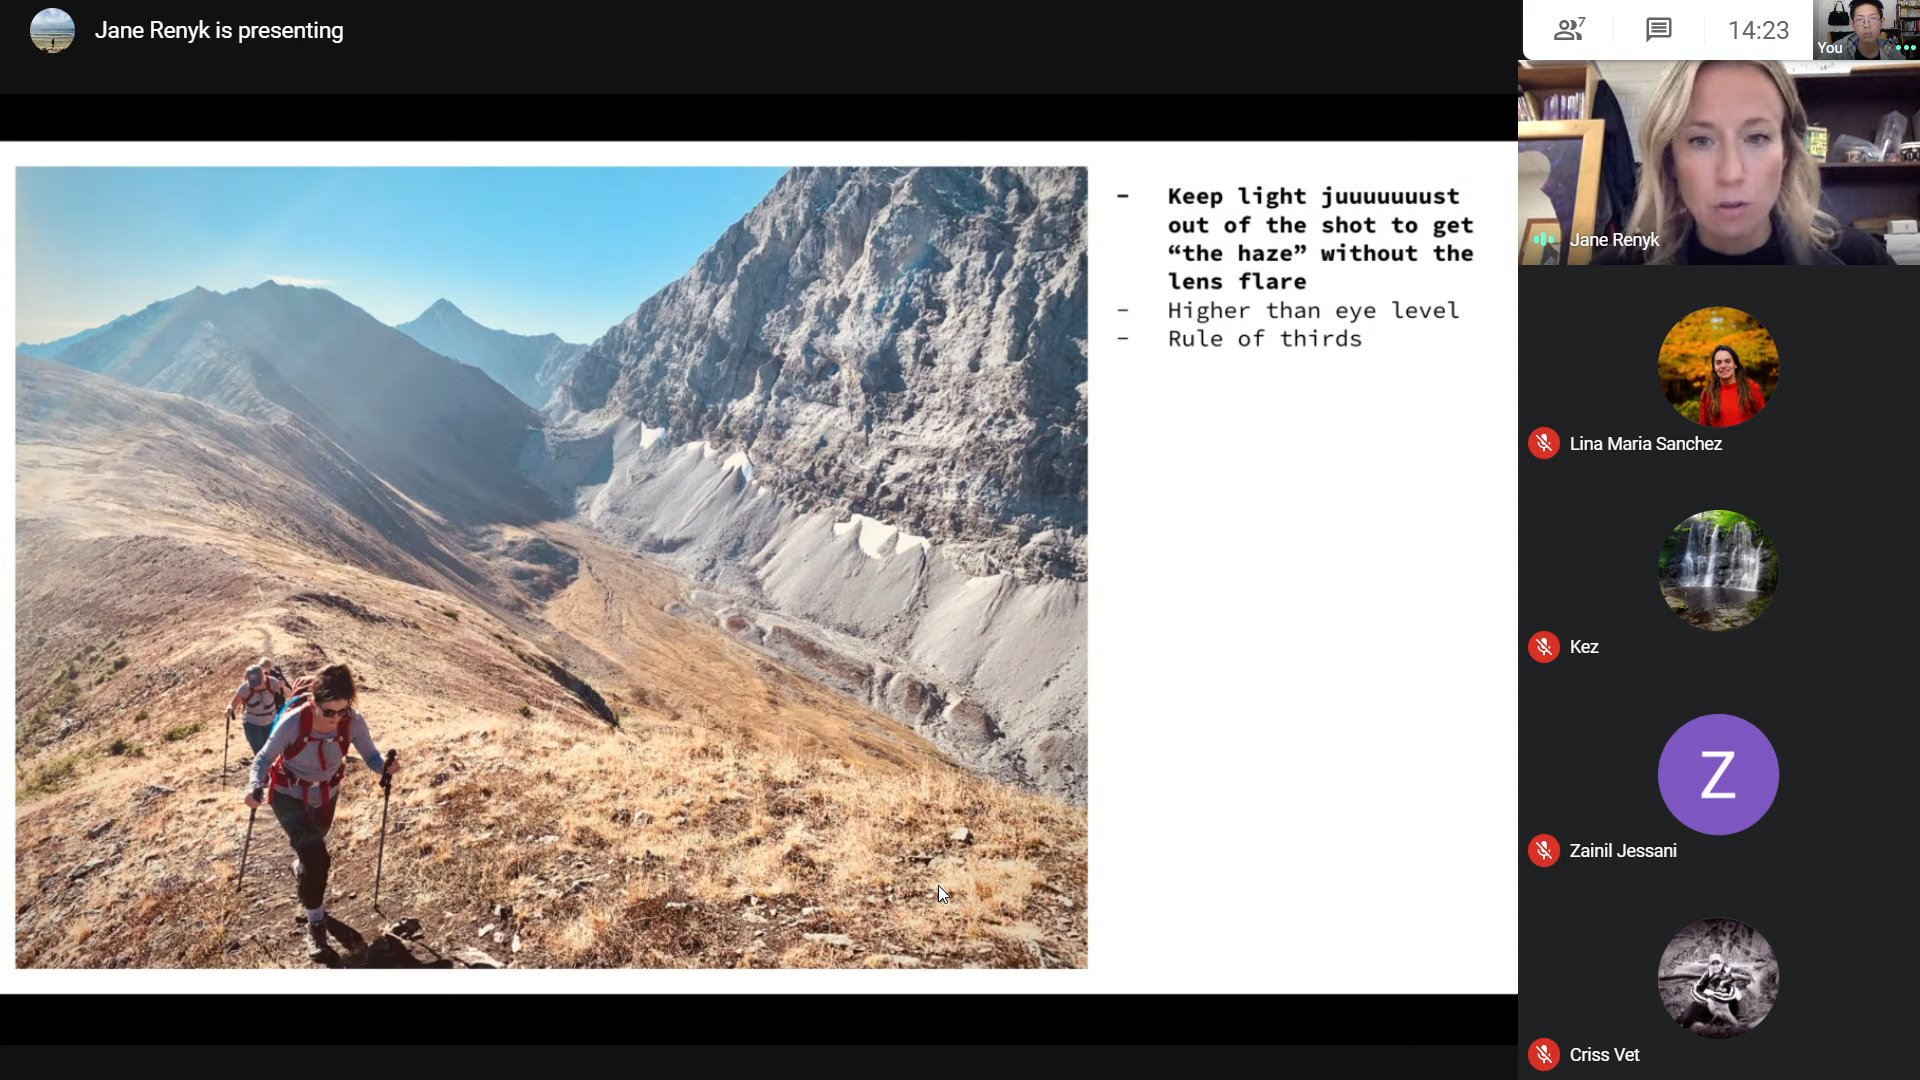 Jane Renyk is presenting
7
14:23
You
- Keep light juuuuuuust
out of the shot to get
“the haze” without the
lens flare
- Higher than eye level
- Rule of thirds
Jane Renyk
Lina Maria Sanchez
Kez
Z
Zainil Jessani
Criss Vet